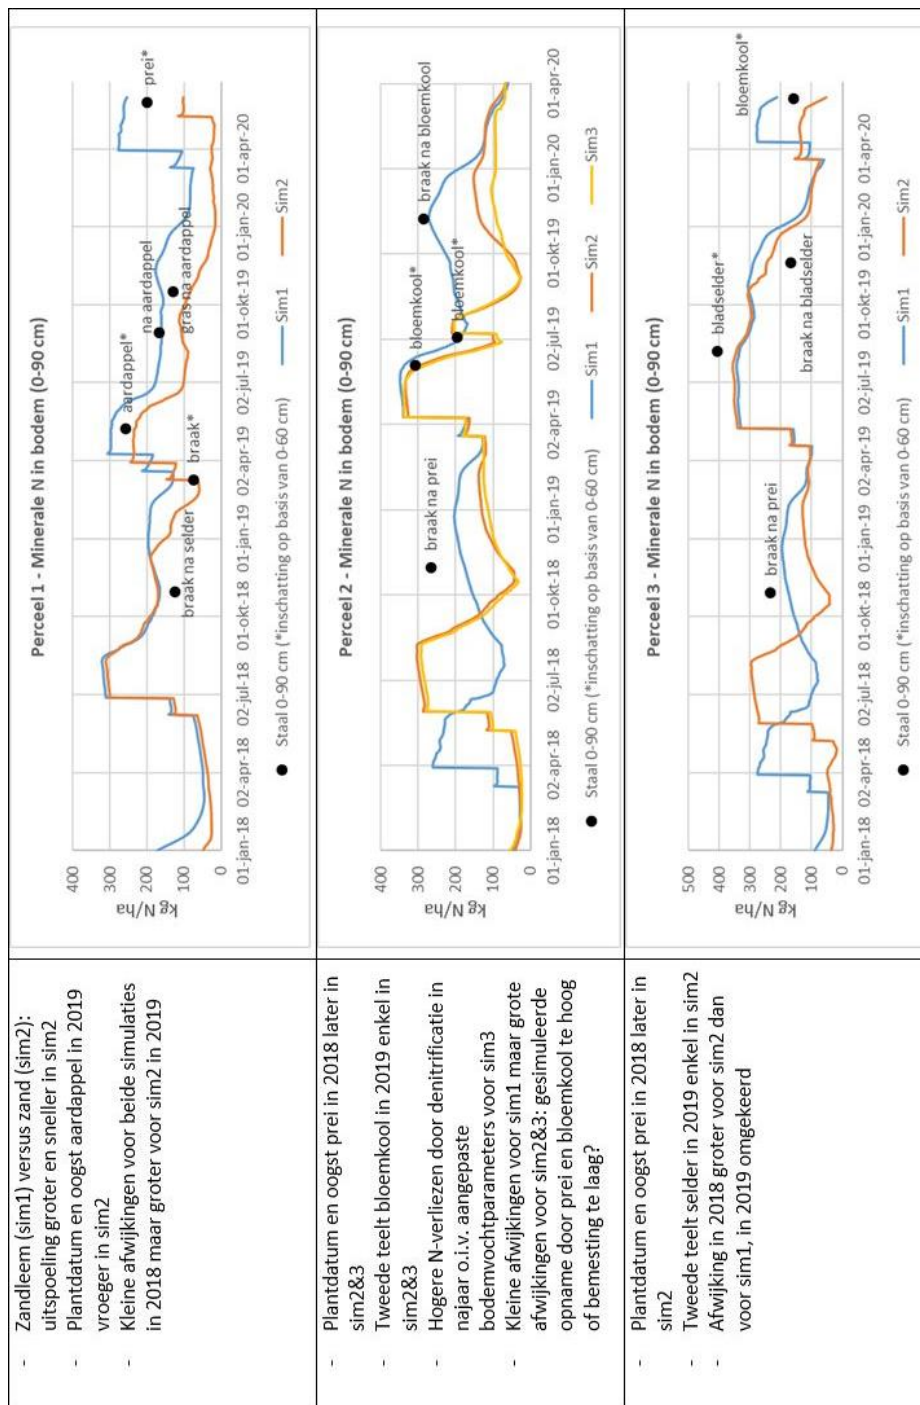 - Zandleem (sim1) versus zand (sim2):
uitspoeling groter en sneller in sim2
- Plantdatum en oogst aardappel in 2019
vroeger in sim2
- Kleine afwijkingen voor beide simulaties
in 2018 maar groter voor sim2 in 2019
Perceel 1 - Minerale N in bodem (0-90 cm)
kg N/ha
400
300
200
100
0
braak na selder
braak*
aardappel*
na aardappel
gras na aardappel
prei*
01-jan-18 02-apr-18 02-jul-18 01-okt-18 01-jan-19 02-apr-19 02-jul-19 01-okt-19 01-jan-20 01-apr-20
Staal 0-90 cm (*inschatting op basis van 0-60 cm) Sim1 Sim2
- Plantdatum en oogst prei in 2018 later in
sim2&3
- Tweede teelt bloemkool in 2019 enkel in
sim2&3
- Hogere N-verliezen door denitrificatie in
najaar o.i.v. aangepaste
bodemvochtparameters voor sim3
- Kleine afwijkingen voor sim1 maar grote
afwijkingen voor sim2&3: gesimuleerde
opname door prei en bloemkool te hoog
of bemesting te laag?
Perceel 2 - Minerale N in bodem (0-90 cm)
kg N/ha
400
300
200
100
0
braak na prei
bloemkool*
bloemkool*
braak na bloemkool
01-jan-18 02-apr-18 02-jul-18 01-okt-18 01-jan-19 02-apr-19 02-jul-19 01-okt-19 01-jan-20 01-apr-20
Staal 0-90 cm (*inschatting op basis van 0-60 cm) Sim1 Sim2 Sim3
- Plantdatum en oogst prei in 2018 later in
sim2
- Tweede teelt selder in 2019 enkel in sim2
- Afwijking in 2018 groter voor sim2 dan
voor sim1, in 2019 omgekeerd
Perceel 3 - Minerale N in bodem (0-90 cm)
kg N/ha
500
400
300
200
100
0
braak na prei
bladselder*
braak na bladselder
bloemkool*
01-jan-18 02-apr-18 02-jul-18 01-okt-18 01-jan-19 02-apr-19 02-jul-19 01-okt-19 01-jan-20 01-apr-20
Staal 0-90 cm (*inschatting op basis van 0-60 cm) Sim1 Sim2